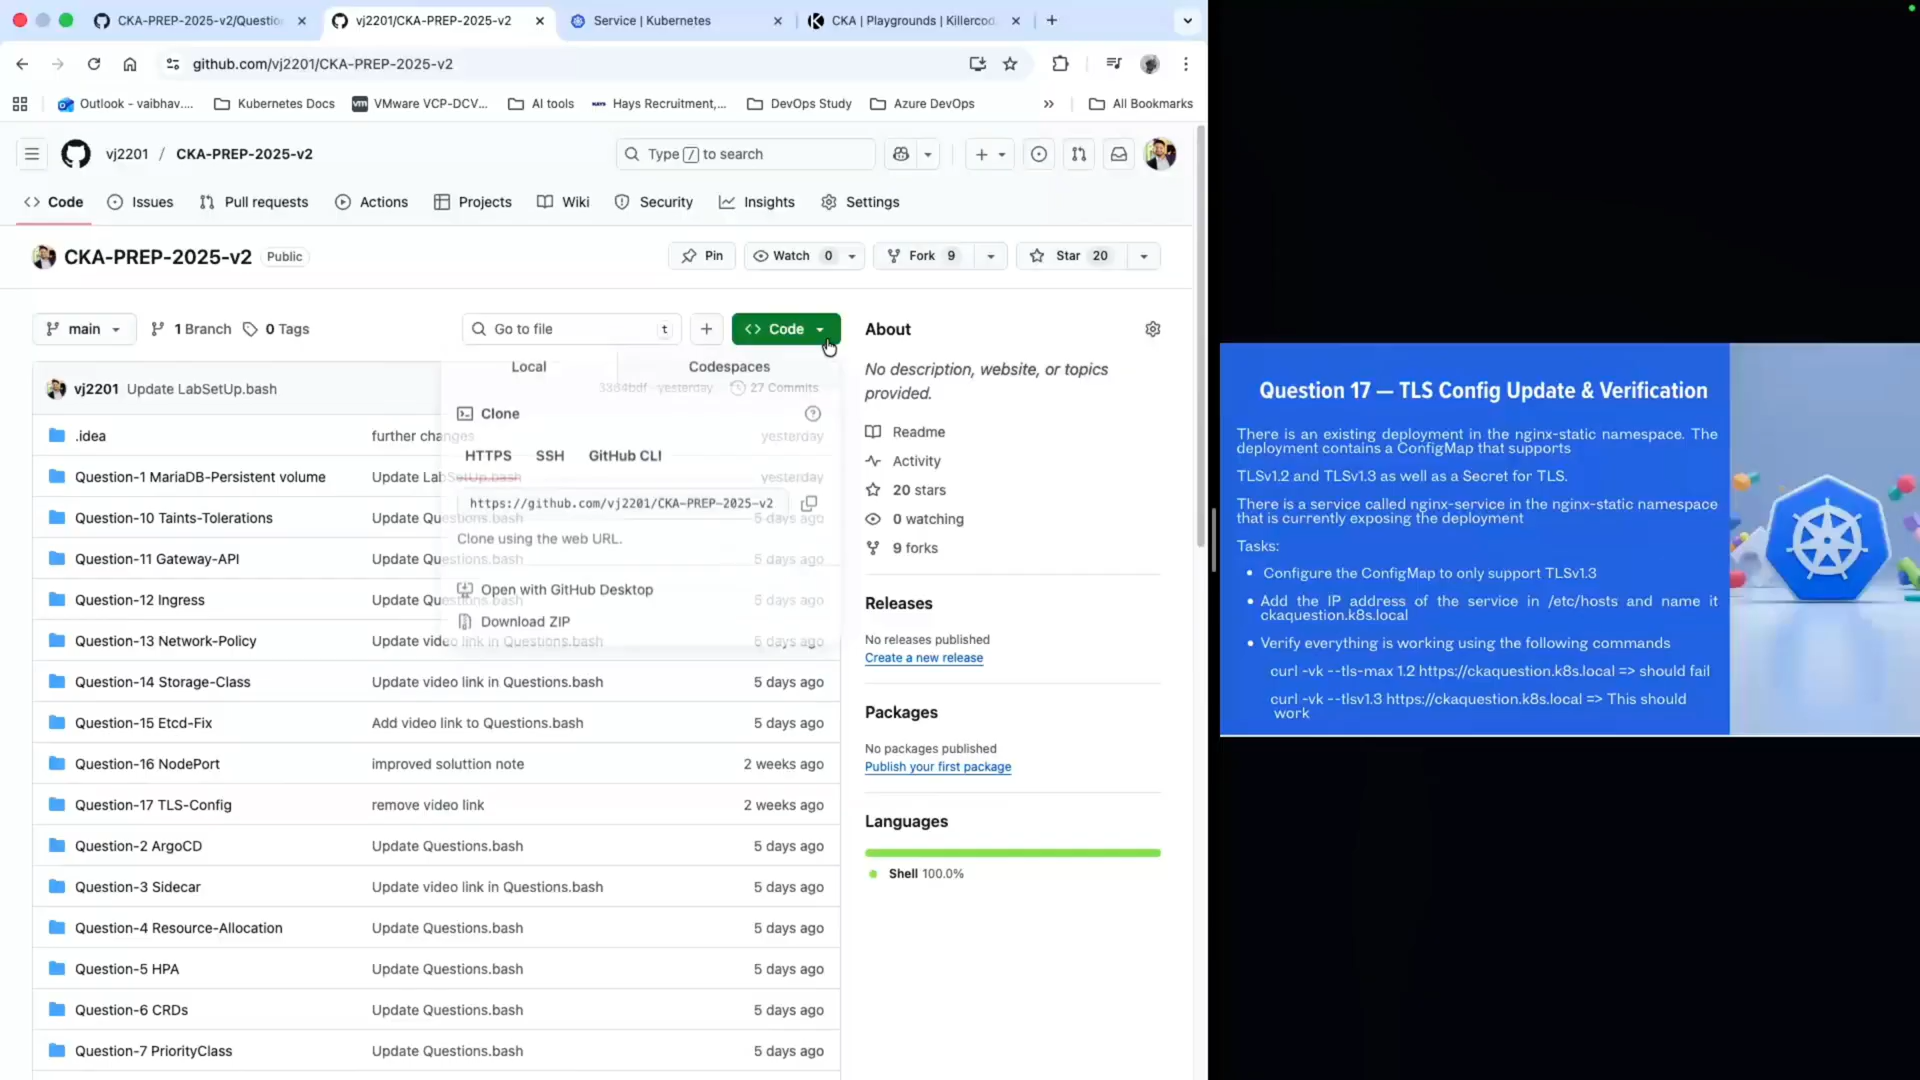 CKA-PREP-2025-v2/Questio
vj2201/CKA-PREP-2025-v2
Service | Kubernetes
CKA | Playgrounds | Killercod
github.com/vj2201/CKA-PREP-2025-v2
Outlook - vaibhav....
Kubernetes Docs
VMware VCP-DCV...
AI tools
Hays Recruitment,...
DevOps Study
Azure DevOps
All Bookmarks
vj2201 / CKA-PREP-2025-v2
Type / to search
Code
Issues
Pull requests
Actions
Projects
Wiki
Security
Insights
Settings
CKA-PREP-2025-v2 Public
Pin
Watch 0
Fork 9
Star 20
main
1 Branch
0 Tags
Go to file t
Code
Local
Codespaces
vj2201 Update LabSetUp.bash
3384bdf · yesterday
27 Commits
Clone
HTTPS SSH GitHub CLI
https://github.com/vj2201/CKA-PREP-2025-v2
Clone using the web URL.
Open with GitHub Desktop
Download ZIP
.idea further changes yesterday
Question-1 MariaDB-Persistent volume Update LabSetUp.bash yesterday
Question-10 Taints-Tolerations Update Questions.bash 5 days ago
Question-11 Gateway-API Update Questions.bash 5 days ago
Question-12 Ingress Update Questions.bash 5 days ago
Question-13 Network-Policy Update video link in Questions.bash 5 days ago
Question-14 Storage-Class Update video link in Questions.bash 5 days ago
Question-15 Etcd-Fix Add video link to Questions.bash 5 days ago
Question-16 NodePort improved soluttion note 2 weeks ago
Question-17 TLS-Config remove video link 2 weeks ago
Question-2 ArgoCD Update Questions.bash 5 days ago
Question-3 Sidecar Update video link in Questions.bash 5 days ago
Question-4 Resource-Allocation Update Questions.bash 5 days ago
Question-5 HPA Update Questions.bash 5 days ago
Question-6 CRDs Update Questions.bash 5 days ago
Question-7 PriorityClass Update Questions.bash 5 days ago
About
No description, website, or topics
provided.
Readme
Activity
20 stars
0 watching
9 forks
Releases
No releases published
Create a new release
Packages
No packages published
Publish your first package
Languages
Shell 100.0%
Question 17 — TLS Config Update & Verification
There is an existing deployment in the nginx-static namespace. The
deployment contains a ConfigMap that supports
TLSv1.2 and TLSv1.3 as well as a Secret for TLS.
There is a service called nginx-service in the nginx-static namespace
that is currently exposing the deployment
Tasks:
• Configure the ConfigMap to only support TLSv1.3
• Add the IP address of the service in /etc/hosts and name it
ckaquestion.k8s.local
• Verify everything is working using the following commands
curl -vk --tls-max 1.2 https://ckaquestion.k8s.local => should fail
curl -vk --tlsv1.3 https://ckaquestion.k8s.local => This should
work